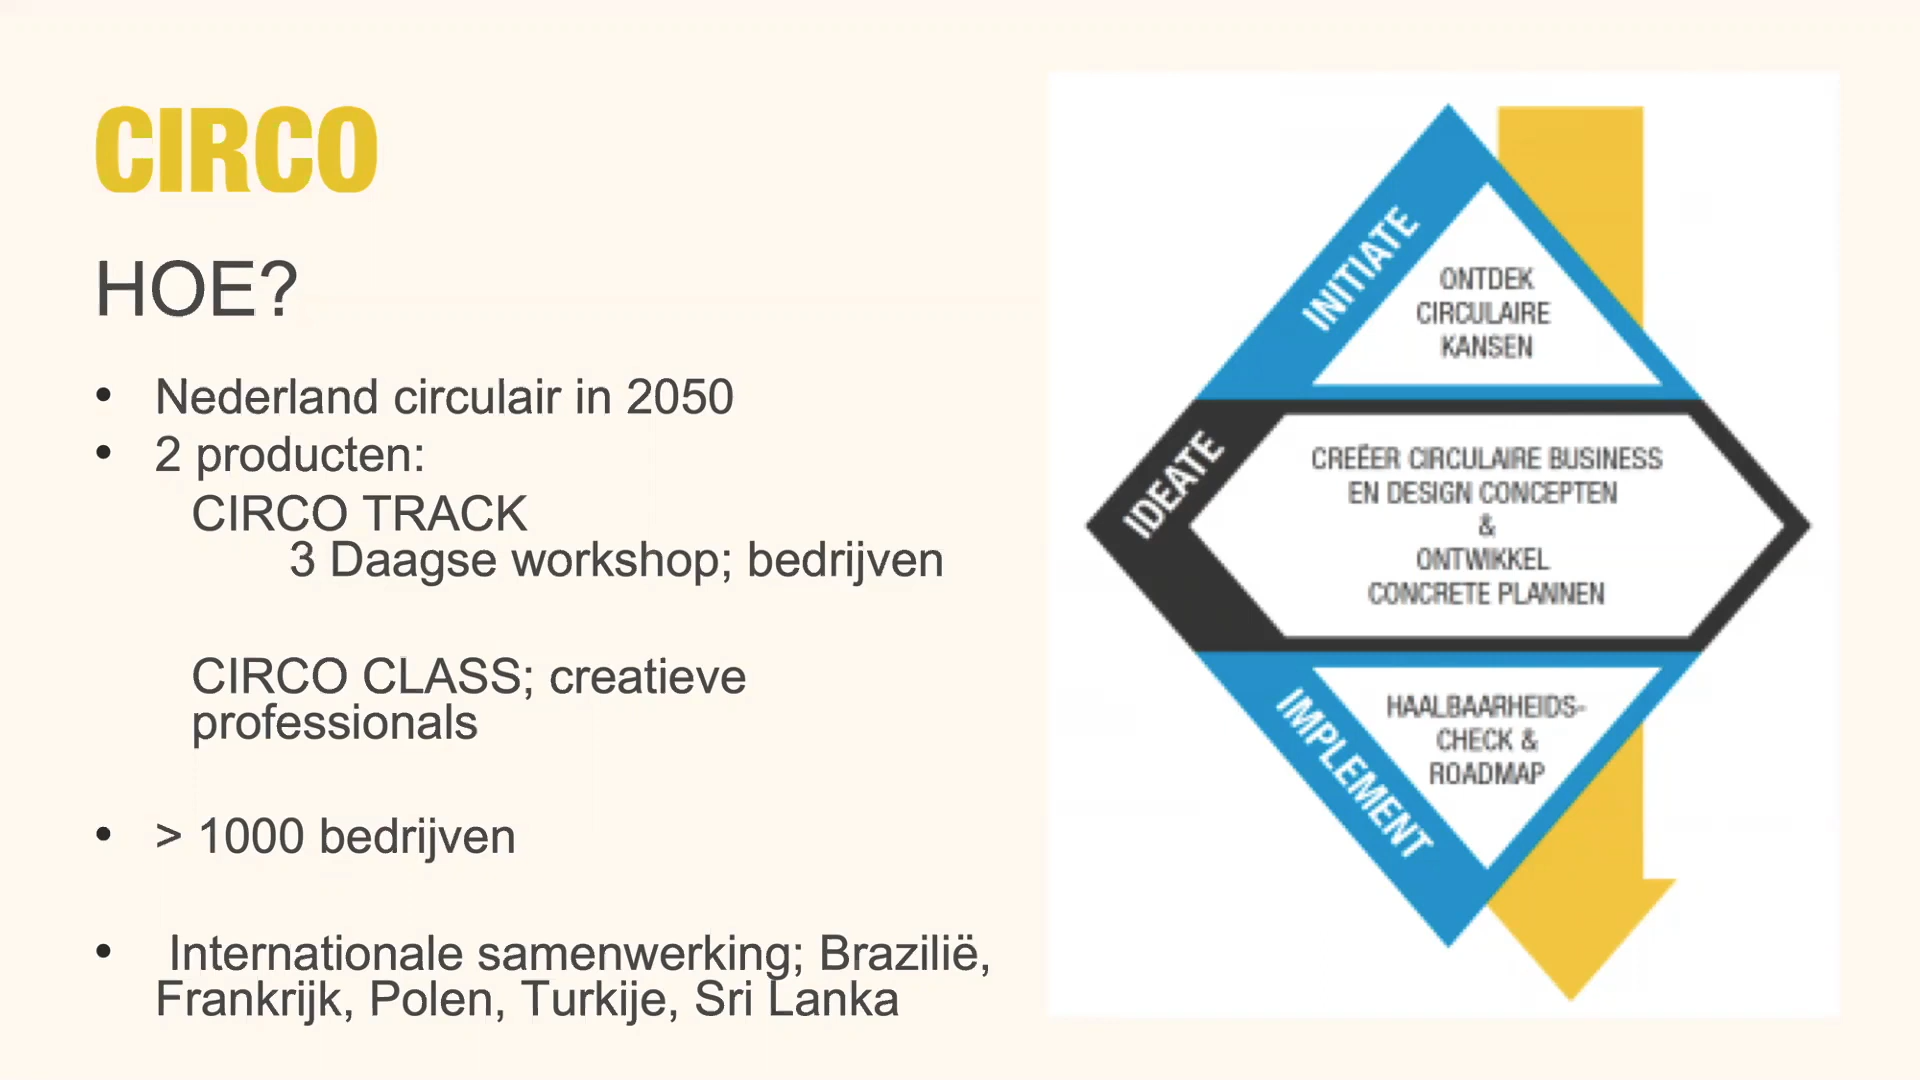 CIRCO
HOE?
• Nederland circulair in 2050
• 2 producten:
CIRCO TRACK
3 Daagse workshop; bedrijven
CIRCO CLASS; creatieve
professionals
• > 1000 bedrijven
• Internationale samenwerking; Brazilië,
Frankrijk, Polen, Turkije, Sri Lanka
INITIATE
ONTDEK
CIRCULAIRE
KANSEN
IDEATE
CREËER CIRCULAIRE BUSINESS
EN DESIGN CONCEPTEN
&
ONTWIKKEL
CONCRETE PLANNEN
IMPLEMENT
HAALBAARHEIDS-
CHECK &
ROADMAP